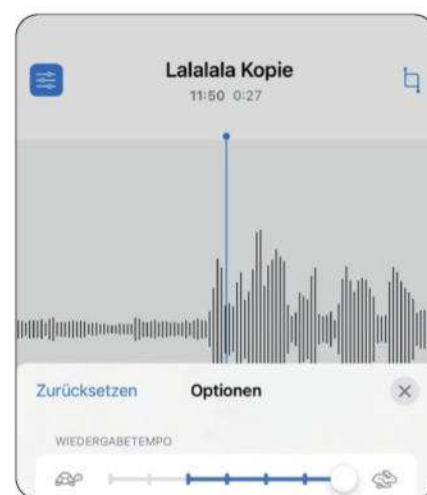 Lalalala Kopie
11:50 0:27
Zurücksetzen Optionen
WIEDERGABETEMPO